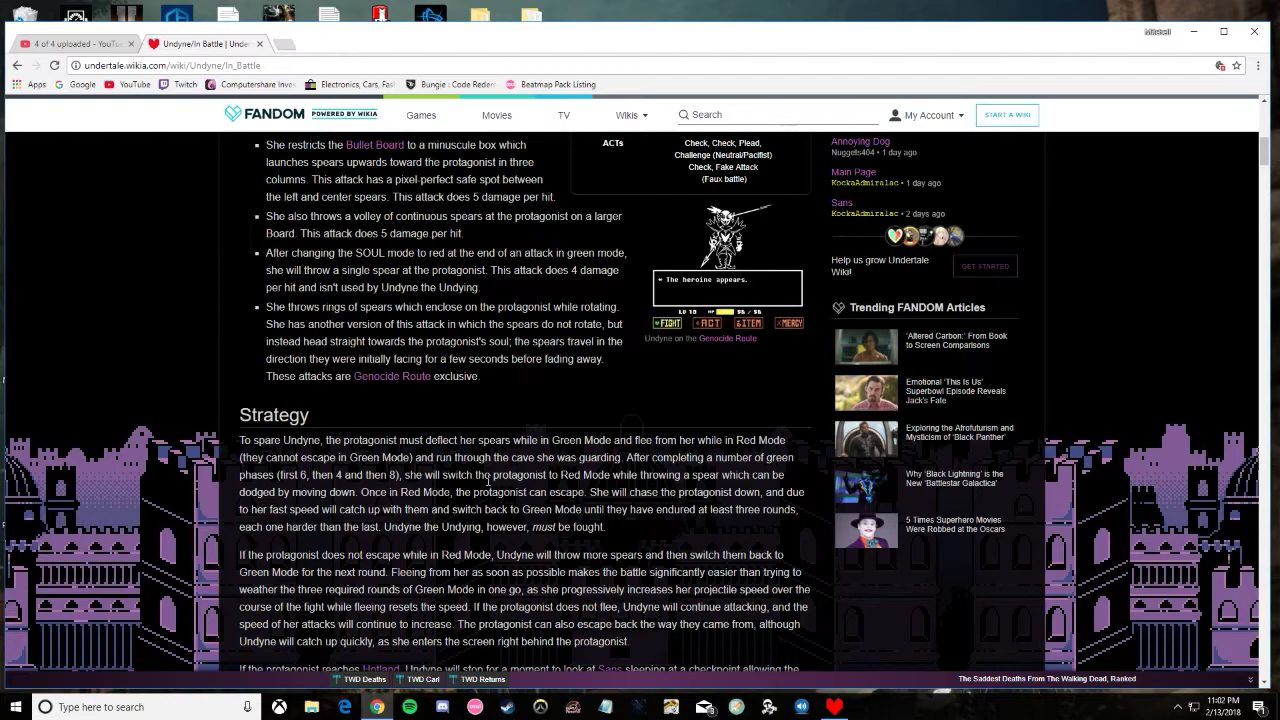 Mitchell
4 of 4 uploaded - YouTu
Undyne/In Battle | Unde
undertale.wikia.com/wiki/Undyne/In_Battle
Apps
Google
YouTube
Twitch
Computershare Inves
Electronics, Cars, Fas
Bungie: Code Redem
Beatmap Pack Listing
FANDOM
POWERED BY WIKIA
Games
Movies
TV
Wikis
Search
My Account
START A WIKI
She restricts the Bullet Board to a minuscule box which
launches spears upwards toward the protagonist in three
columns. This attack has a pixel-perfect safe spot between
the left and center spears. This attack does 5 damage per hit.
She also throws a volley of continuous spears at the protagonist on a larger
Board. This attack does 5 damage per hit.
After changing the SOUL mode to red at the end of an attack in green mode,
she will throw a single spear at the protagonist. This attack does 4 damage
per hit and isn't used by Undyne the Undying.
She throws rings of spears which enclose on the protagonist while rotating.
She has another version of this attack in which the spears do not rotate, but
instead head straight towards the protagonist's soul; the spears travel in the
direction they were initially facing for a few seconds before fading away.
These attacks are Genocide Route exclusive.
ACTs
Check, Check, Plead,
Challenge (Neutral/Pacifist)
Check, Fake Attack
(Faux battle)
* The heroine appears.
LV 10 HP 56 / 56
FIGHT
ACT
ITEM
MERCY
Undyne on the Genocide Route
Strategy
To spare Undyne, the protagonist must deflect her spears while in Green Mode and flee from her while in Red Mode
(they cannot escape in Green Mode) and run through the cave she was guarding. After completing a number of green
phases (first 6, then 4 and then 8), she will switch the protagonist to Red Mode while throwing a spear which can be
dodged by moving down. Once in Red Mode, the protagonist can escape. She will chase the protagonist down, and due
to her fast speed will catch up with them and switch back to Green Mode until they have endured at least three rounds,
each one harder than the last. Undyne the Undying, however, must be fought.
If the protagonist does not escape while in Red Mode, Undyne will throw more spears and then switch them back to
Green Mode for the next round. Fleeing from her as soon as possible makes the battle significantly easier than trying to
weather the three required rounds of Green Mode in one go, as she progressively increases her projectile speed over the
course of the fight while fleeing resets the speed. If the protagonist does not flee, Undyne will continue attacking, and the
speed of her attacks will continue to increase. The protagonist can also escape back the way they came from, although
Undyne will catch up quickly, as she enters the screen right behind the protagonist.
If the protagonist reaches Hotland, Undyne will stop for a moment to look at Sans sleeping at a checkpoint allowing the
Annoying Dog
Nuggets404 • 1 day ago
Main Page
KockaAdmiralac • 1 day ago
Sans
KockaAdmiralac • 2 days ago
Help us grow Undertale
Wiki!
GET STARTED
Trending FANDOM Articles
'Altered Carbon:' From Book
to Screen Comparisons
Emotional 'This Is Us'
Superbowl Episode Reveals
Jack's Fate
Exploring the Afrofuturism and
Mysticism of 'Black Panther'
Why 'Black Lightning' is the
New 'Battlestar Galactica'
5 Times Superhero Movies
Were Robbed at the Oscars
TWD Deaths
TWD Carl
TWD Returns
The Saddest Deaths From The Walking Dead, Ranked
Type here to search
11:02 PM
2/13/2018